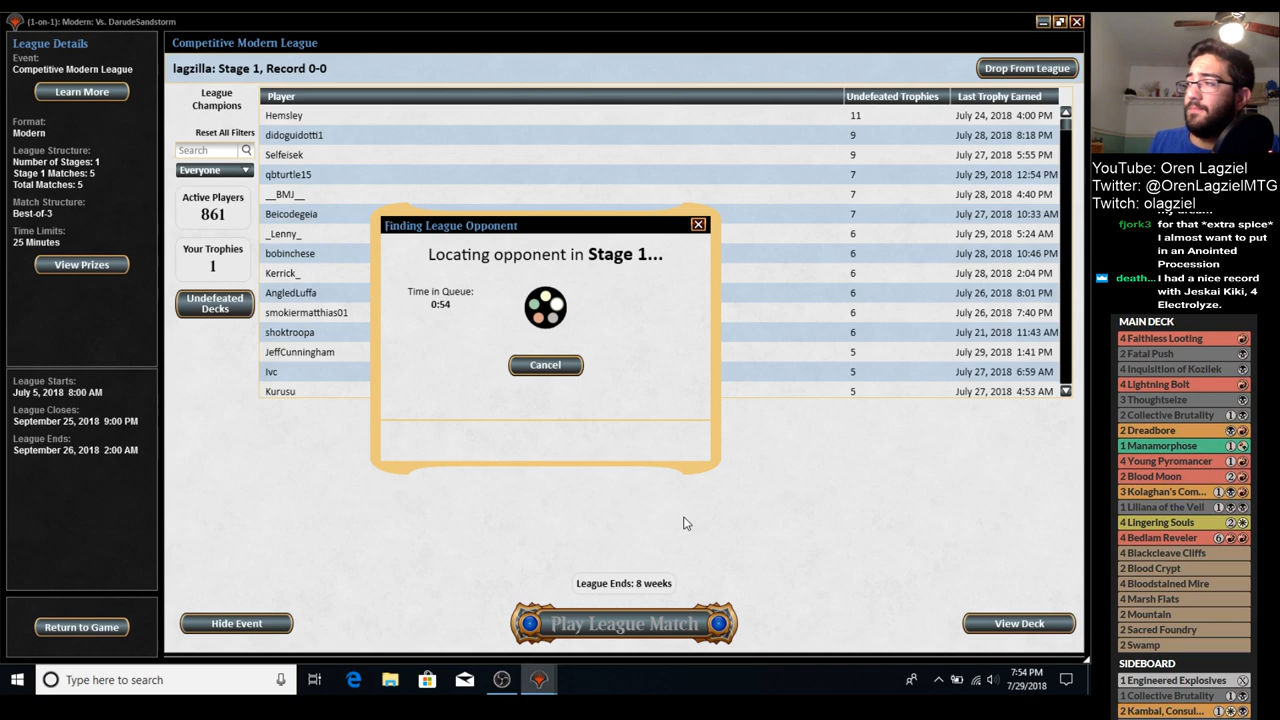 (1-on-1): Modern: Vs. DarudeSandstorm
League Details
Event:
Competitive Modern League
Learn More
Format:
Modern
League Structure:
Number of Stages: 1
Stage 1 Matches: 5
Total Matches: 5
Match Structure:
Best-of-3
Time Limits:
25 Minutes
View Prizes
League Starts:
July 5, 2018 8:00 AM
League Closes:
September 25, 2018 9:00 PM
League Ends:
September 26, 2018 2:00 AM
Return to Game
Competitive Modern League
lagzilla: Stage 1, Record 0-0
Drop From League
League
Champions
Reset All Filters
Search
Everyone
Active Players
861
Your Trophies
1
Undefeated
Decks
Player Undefeated Trophies Last Trophy Earned
Hemsley 11 July 24, 2018 4:00 PM
didoguidotti1 9 July 28, 2018 8:18 PM
Selfeisek 9 July 27, 2018 5:55 PM
qbturtle15 7 July 29, 2018 12:54 PM
__BMJ__ 7 July 28, 2018 4:40 PM
Beicodegeia 7 July 27, 2018 10:33 AM
_Lenny_ 6 July 29, 2018 5:24 AM
bobinchese 6 July 28, 2018 10:46 PM
Kerrick_ 6 July 28, 2018 2:04 PM
AngledLuffa 6 July 26, 2018 8:01 PM
smokiermatthias01 6 July 26, 2018 7:40 PM
shoktroopa 6 July 21, 2018 11:43 AM
JeffCunningham 5 July 29, 2018 1:41 PM
lvc 5 July 27, 2018 6:59 AM
Kurusu 5 July 27, 2018 4:53 AM
Finding League Opponent
Locating opponent in Stage 1...
Time in Queue:
0:54
Cancel
League Ends: 8 weeks
Hide Event
Play League Match
View Deck
YouTube: Oren Lagziel
Twitter: @OrenLagzielMTG
Twitch: olagziel
fjork3 for that *extra spice*
I almost want to put
in an Anointed
Procession
death... I had a nice record
with Jeskai Kiki, 4
Electrolyze.
MAIN DECK
4 Faithless Looting
2 Fatal Push
4 Inquisition of Kozilek
4 Lightning Bolt
3 Thoughtseize
2 Collective Brutality 1
2 Dreadbore
1 Manamorphose 1
4 Young Pyromancer 1
2 Blood Moon 2
3 Kolaghan's Com... 1
1 Liliana of the Veil 1
4 Lingering Souls 2
4 Bedlam Reveler 6
4 Blackcleave Cliffs
2 Blood Crypt
4 Bloodstained Mire
4 Marsh Flats
2 Mountain
2 Sacred Foundry
2 Swamp
SIDEBOARD
1 Engineered Explosives X
1 Collective Brutality 1
2 Kambal, Consul... 1
Type here to search
7:54 PM
7/29/2018